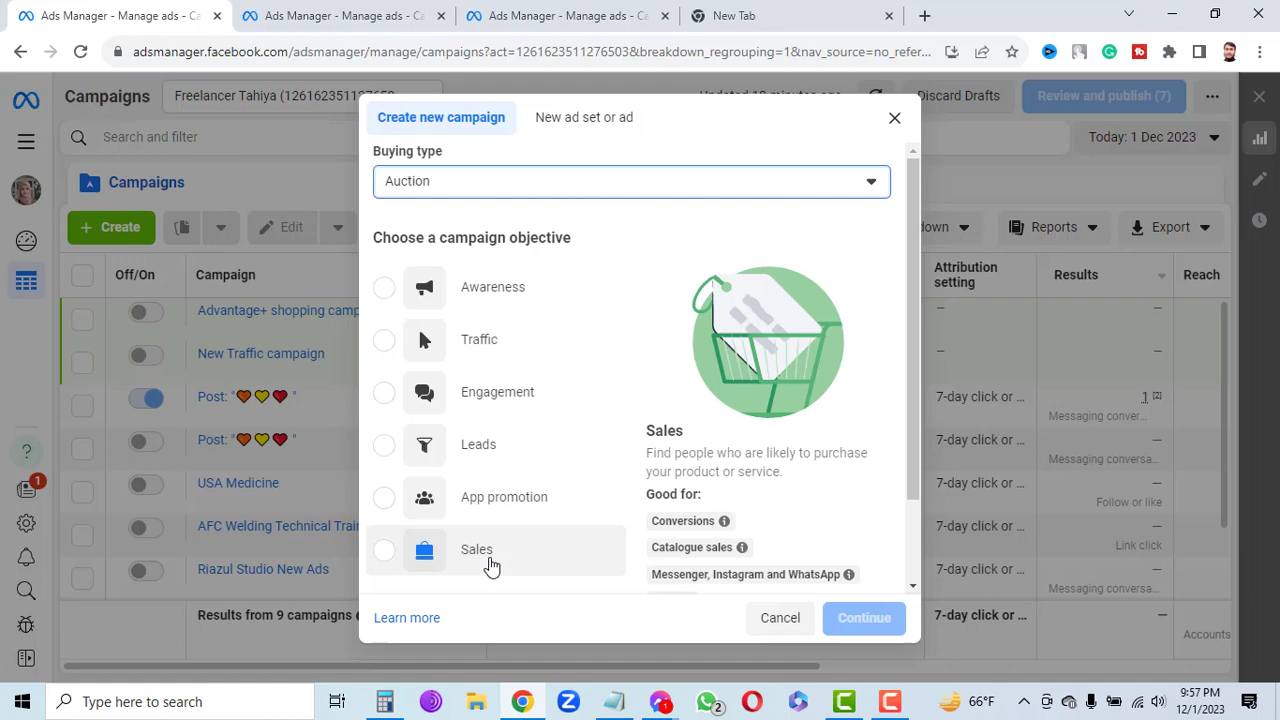 Ads Manager - Manage ads - Ca
Ads Manager - Manage ads - Ca
Ads Manager - Manage ads - Ca
New Tab
adsmanager.facebook.com/adsmanager/manage/campaigns?act=1261623511276503&breakdown_regrouping=1&nav_source=no_refer...
Campaigns
Freelancer Tahiya (
Discard Drafts
Review and publish (7)
Search and filter
Today: 1 Dec 2023
Campaigns
+ Create
Edit
Reports
Export
Off/On
Campaign
Attribution setting
Results
Reach
Advantage+ shopping camp
—
—
New Traffic campaign
—
—
Post: "🧡💛❤️ "
7-day click or ...
1 [2]
Messaging conver...
Post: "🧡💛❤️ "
7-day click or ...
—
Messaging conversa...
USA Medicine
7-day click or ...
—
Follow or like
AFC Welding Technical Train
7-day click or ...
—
Link click
Riazul Studio New Ads
7-day click or ...
—
Messaging conversa...
Results from 9 campaigns
7-day click or ...
—
Accounts
1
Create new campaign
New ad set or ad
Buying type
Auction
Choose a campaign objective
Awareness
Traffic
Engagement
Leads
App promotion
Sales
Sales
Find people who are likely to purchase
your product or service.
Good for:
Conversions
Catalogue sales
Messenger, Instagram and WhatsApp
Learn more
Cancel
Continue
Type here to search
1
2
66°F
9:57 PM
12/1/2023